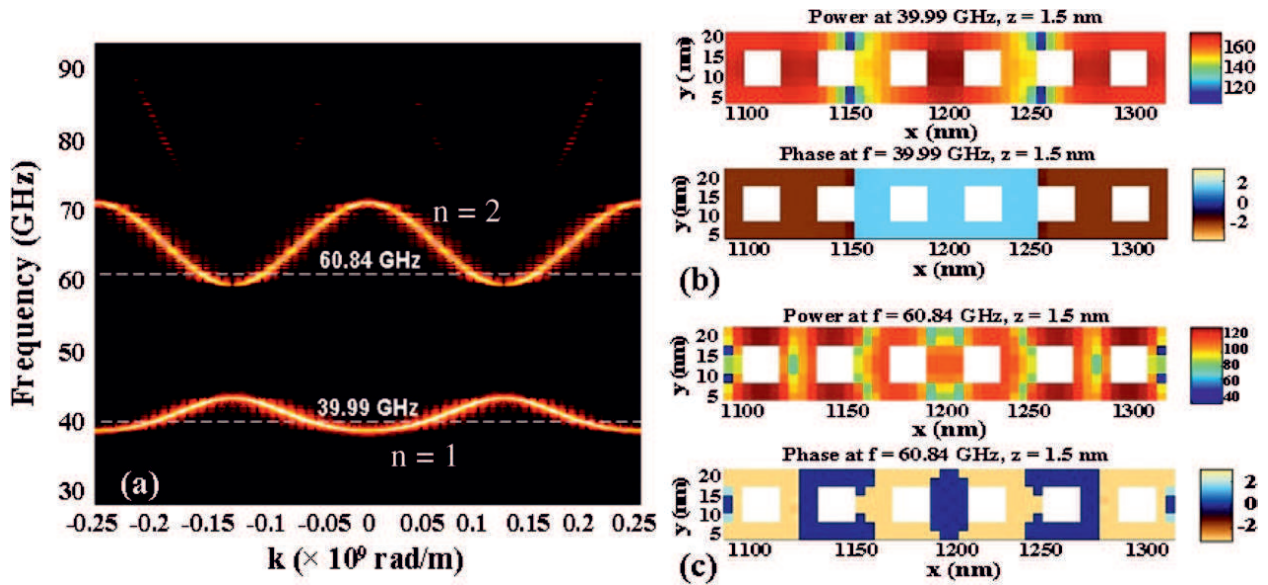 90
80
70
60
50
40
30
Frequency (GHz)
n = 2
60.84 GHz
39.99 GHz
n = 1
(a)
-0.25 -0.2 -0.15 -0.1 -0.05 0 0.05 0.1 0.15 0.2 0.25
k (× 10⁹ rad/m)
Power at 39.99 GHz, z = 1.5 nm
y (nm)
20
15
10
5
1100 1150 1200 1250 1300
x (nm)
160
140
120
Phase at f = 39.99 GHz, z = 1.5 nm
y (nm)
20
15
10
5
1100 1150 1200 1250 1300
x (nm)
2
0
-2
(b)
Power at f = 60.84 GHz, z = 1.5 nm
y (nm)
20
15
10
5
1100 1150 1200 1250 1300
x (nm)
120
100
80
60
40
Phase at f = 60.84 GHz, z = 1.5 nm
y (nm)
20
15
10
5
1100 1150 1200 1250 1300
x (nm)
2
0
-2
(c)